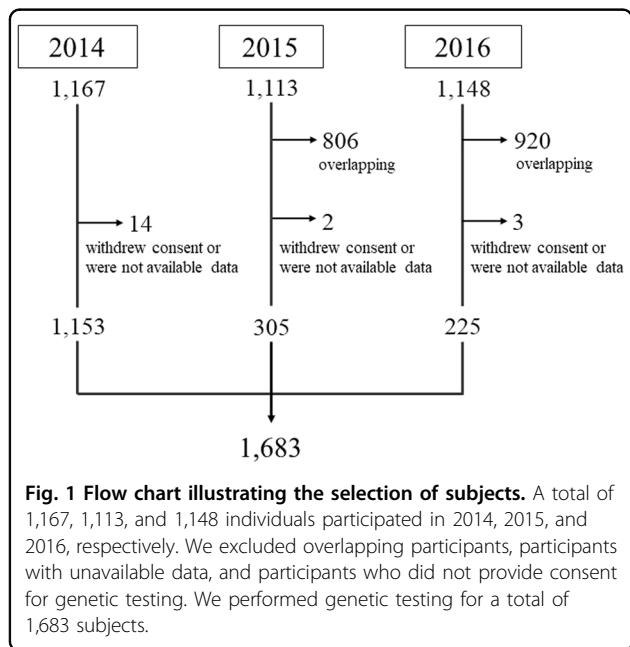 2014 2015 2016
1,167 1,113 1,148
806 920
overlapping overlapping
14 2 3
withdrew consent or withdrew consent or withdrew consent or
were not available data were not available data were not available data
1,153 305 225
1,683
Fig. 1 Flow chart illustrating the selection of subjects. A total of
1,167, 1,113, and 1,148 individuals participated in 2014, 2015, and
2016, respectively. We excluded overlapping participants, participants
with unavailable data, and participants who did not provide consent
for genetic testing. We performed genetic testing for a total of
1,683 subjects.